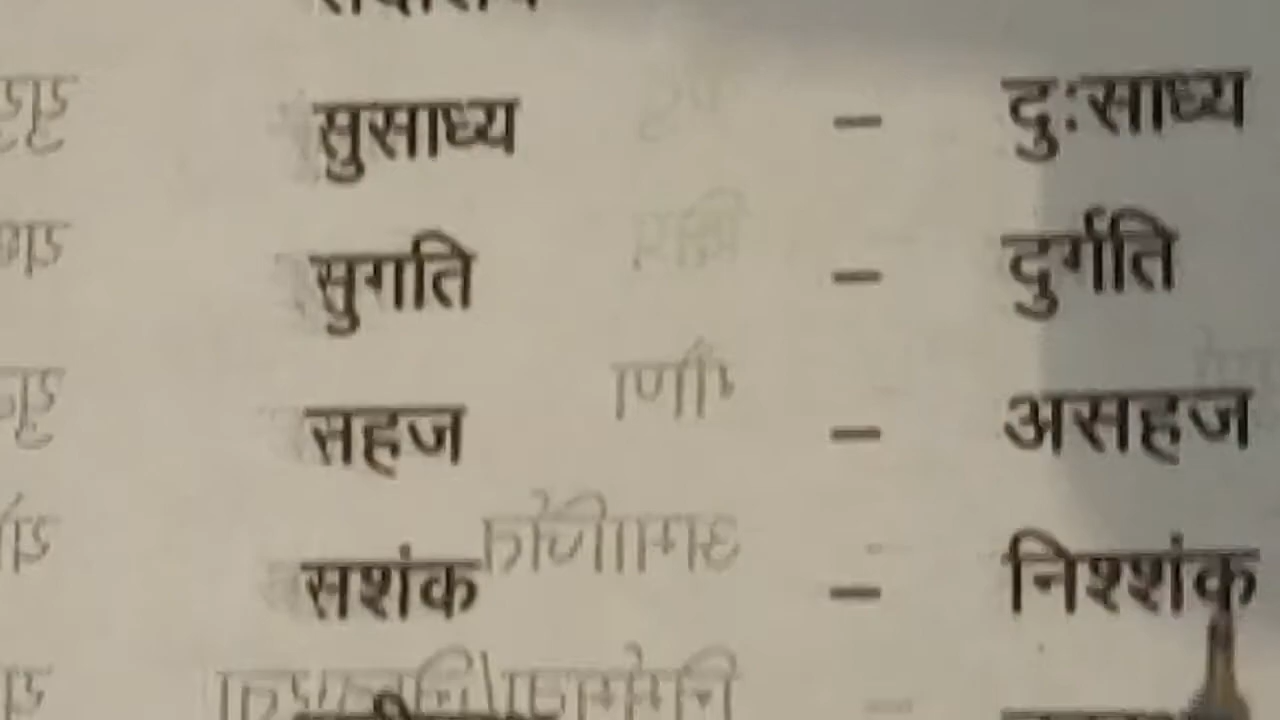 सुसाध्य – दुःसाध्य
सुगति – दुर्गति
सहज – असहज
सशंक – निश्शंक